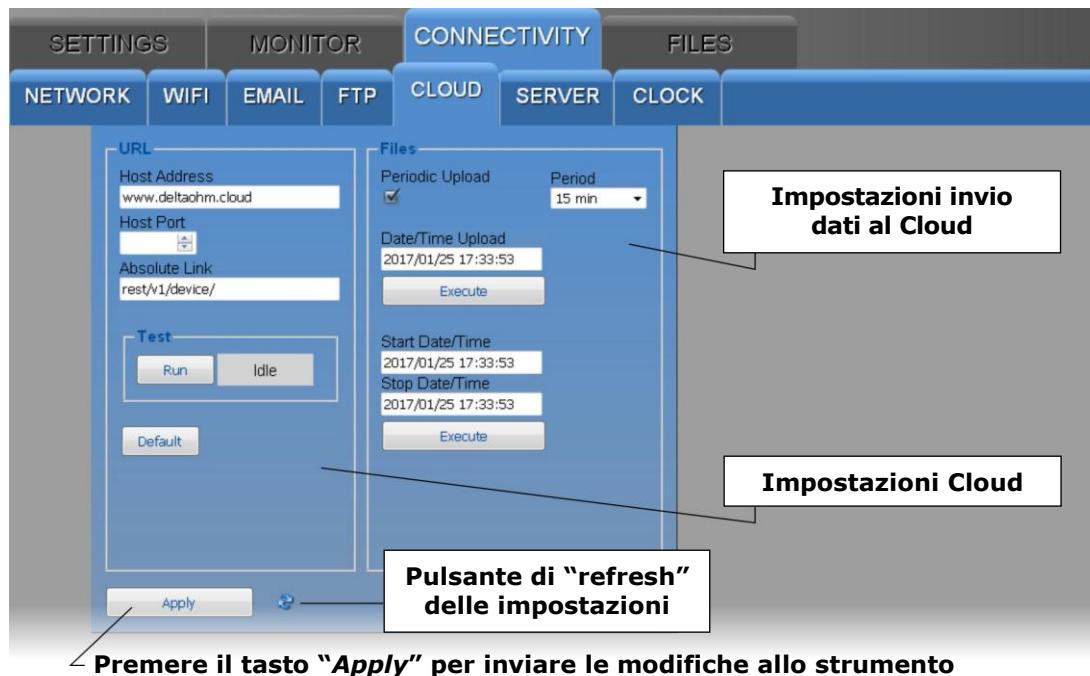 SETTINGS MONITOR CONNECTIVITY FILES
NETWORK WIFI EMAIL FTP CLOUD SERVER CLOCK
URL
Host Address
www.deltaohm.cloud
Host Port
Absolute Link
rest/v1/device/
Test
Run Idle
Default
Files
Periodic Upload Period
15 min
Date/Time Upload
2017/01/25 17:33:53
Execute
Start Date/Time
2017/01/25 17:33:53
Stop Date/Time
2017/01/25 17:33:53
Execute
Impostazioni invio
dati al Cloud
Impostazioni Cloud
Pulsante di “refresh”
delle impostazioni
Apply
Premere il tasto “Apply” per inviare le modifiche allo strumento